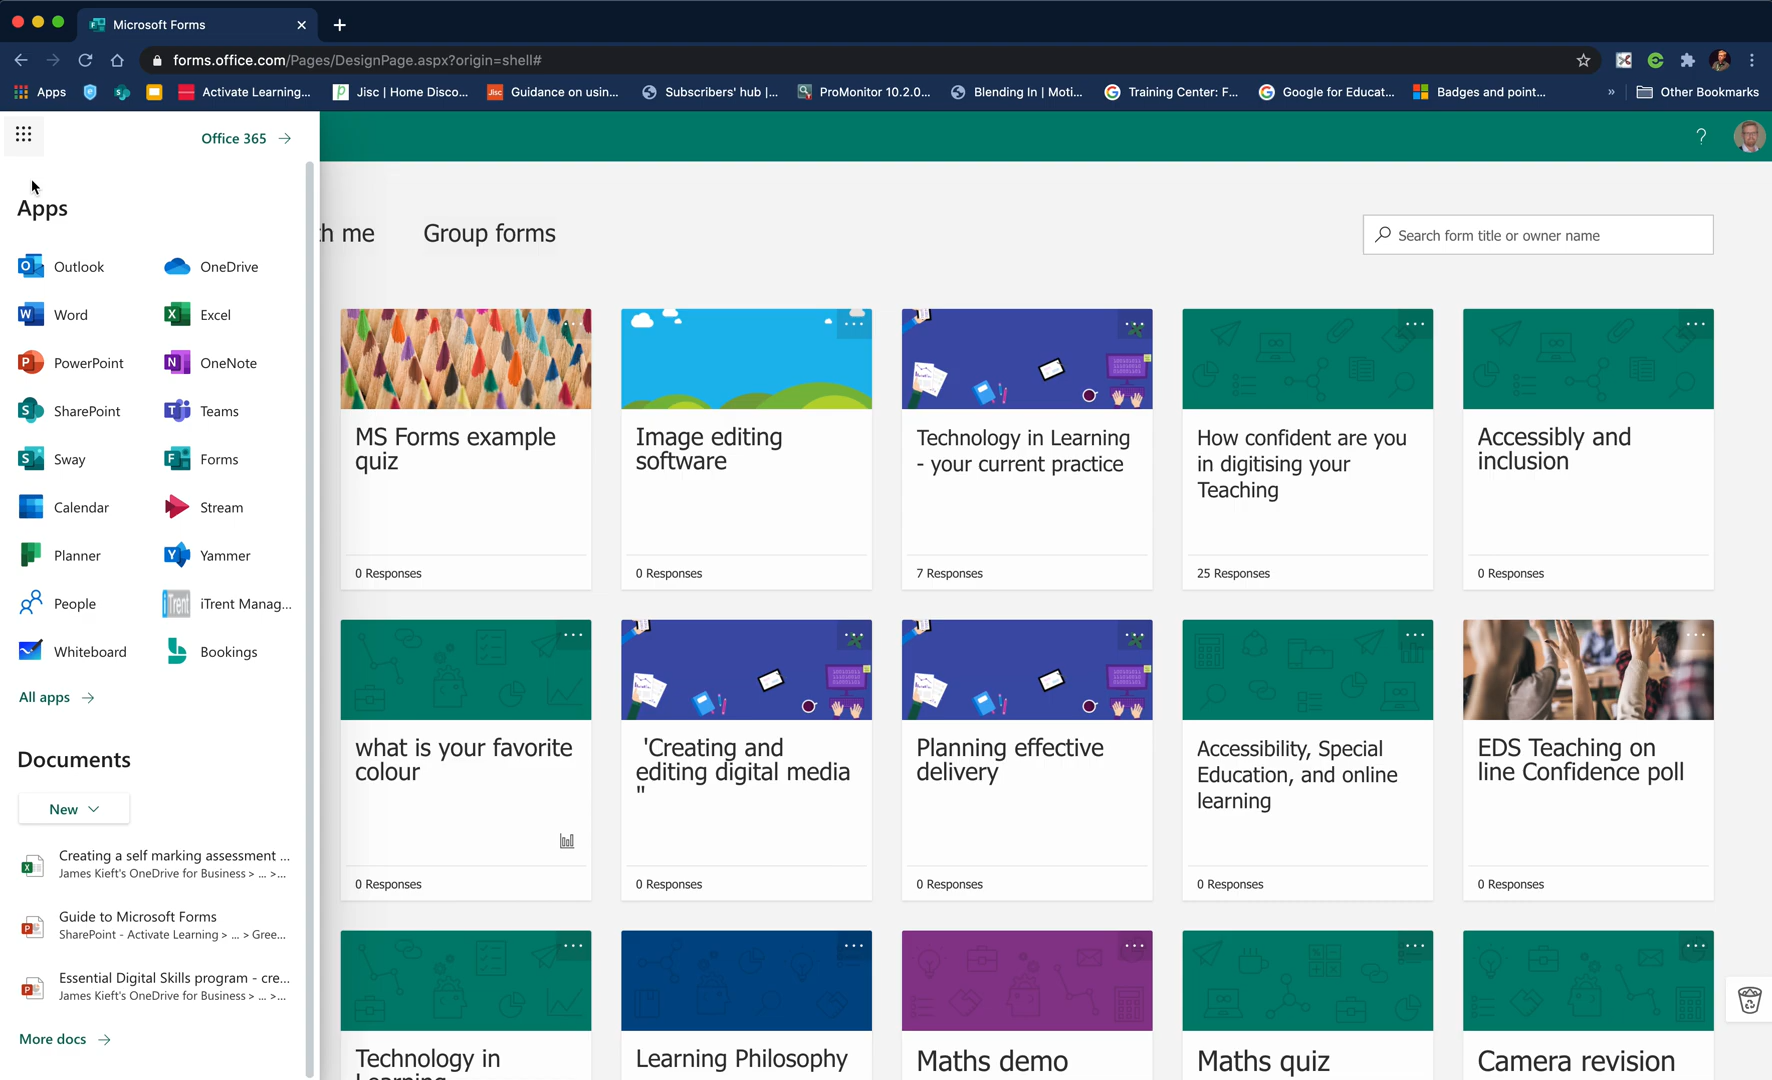 Microsoft Forms
forms.office.com/Pages/DesignPage.aspx?origin=shell#
Apps
Activate Learning...
Jisc | Home Disco...
Guidance on usin...
Subscribers' hub |...
ProMonitor 10.2.0...
Blending In | Moti...
Training Center: F...
Google for Educat...
Badges and point...
»
Other Bookmarks
Office 365 →
?
Apps
Outlook
OneDrive
Word
Excel
PowerPoint
OneNote
SharePoint
Teams
Sway
Forms
Calendar
Stream
Planner
Yammer
People
iTrent
iTrent Manag...
Whiteboard
Bookings
All apps →
Documents
New
Creating a self marking assessment ...
James Kieft's OneDrive for Business > ... >...
Guide to Microsoft Forms
SharePoint - Activate Learning > ... > Gree...
Essential Digital Skills program - cre...
James Kieft's OneDrive for Business > ... >...
More docs →
th me
Group forms
Search form title or owner name
MS Forms example
quiz
0 Responses
Image editing
software
0 Responses
Technology in Learning
- your current practice
7 Responses
How confident are you
in digitising your
Teaching
25 Responses
Accessibly and
inclusion
0 Responses
what is your favorite
colour
0 Responses
'Creating and
editing digital media
"
0 Responses
Planning effective
delivery
0 Responses
Accessibility, Special
Education, and online
learning
0 Responses
EDS Teaching on
line Confidence poll
0 Responses
Technology in
Learning
Learning Philosophy
Maths demo
Maths quiz
Camera revision